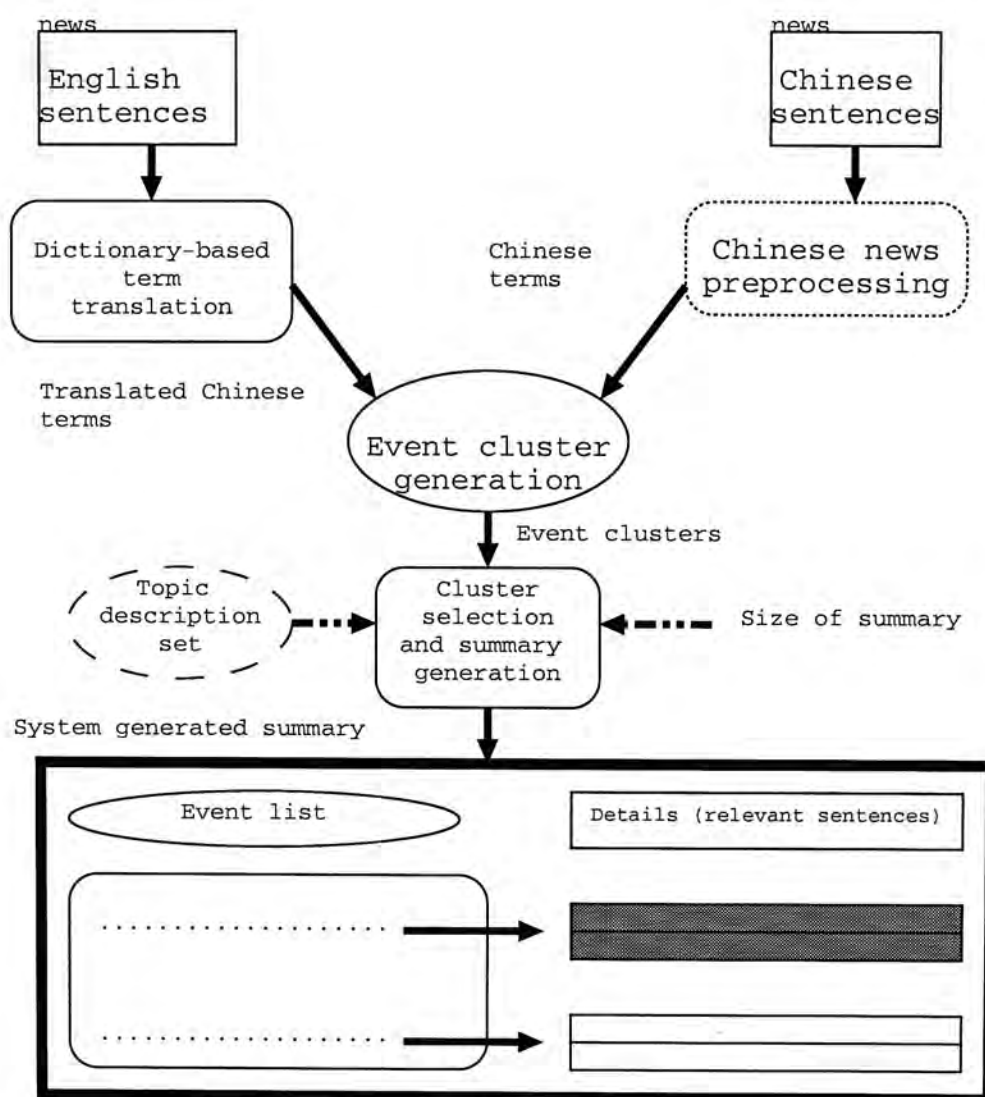 news
English
sentences
news
Chinese
sentences
Dictionary-based
term
translation
Chinese
terms
Chinese news
preprocessing
Translated Chinese
terms
Event cluster
generation
Event clusters
Topic
description
set
Cluster
selection
and summary
generation
Size of summary
System generated summary
Event list
Details (relevant sentences)